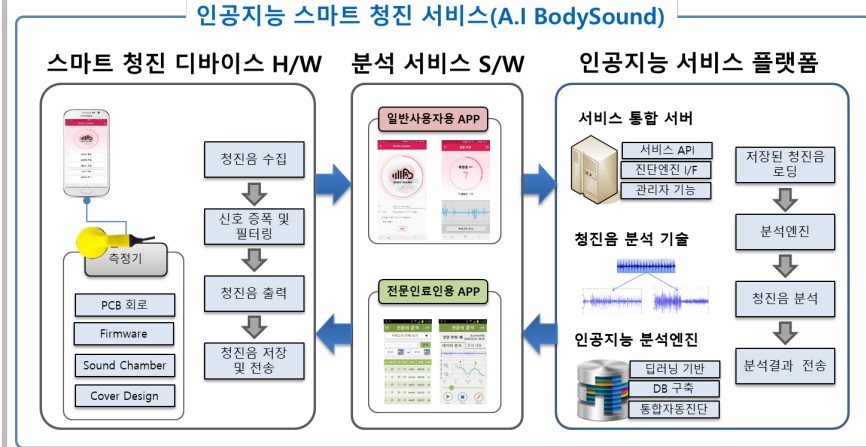 인공지능 스마트 청진 서비스(A.I BodySound)
스마트 청진 디바이스 H/W
분석 서비스 S/W
인공지능 서비스 플랫폼
측정기
PCB 회로
Firmware
Sound Chamber
Cover Design
청진음 수집
신호 증폭 및
필터링
청진음 출력
청진음 저장
및 전송
일반사용자용 APP
BODY SOUND
7
전문인료인용 APP
전문의 분석
서비스 통합 서버
서비스 API
진단엔진 I/F
관리자 기능
청진음 분석 기술
인공지능 분석엔진
딥러닝 기반
DB 구축
통합자동진단
저장된 청진음
로딩
분석엔진
청진음 분석
분석결과 전송